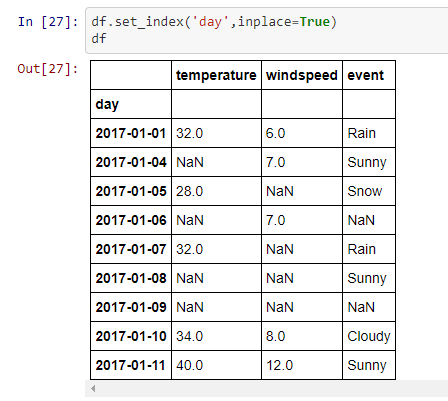 In [27]: df.set_index('day',inplace=True)
df
Out[27]:
temperature windspeed event
day
2017-01-01 32.0 6.0 Rain
2017-01-04 NaN 7.0 Sunny
2017-01-05 28.0 NaN Snow
2017-01-06 NaN 7.0 NaN
2017-01-07 32.0 NaN Rain
2017-01-08 NaN NaN Sunny
2017-01-09 NaN NaN NaN
2017-01-10 34.0 8.0 Cloudy
2017-01-11 40.0 12.0 Sunny